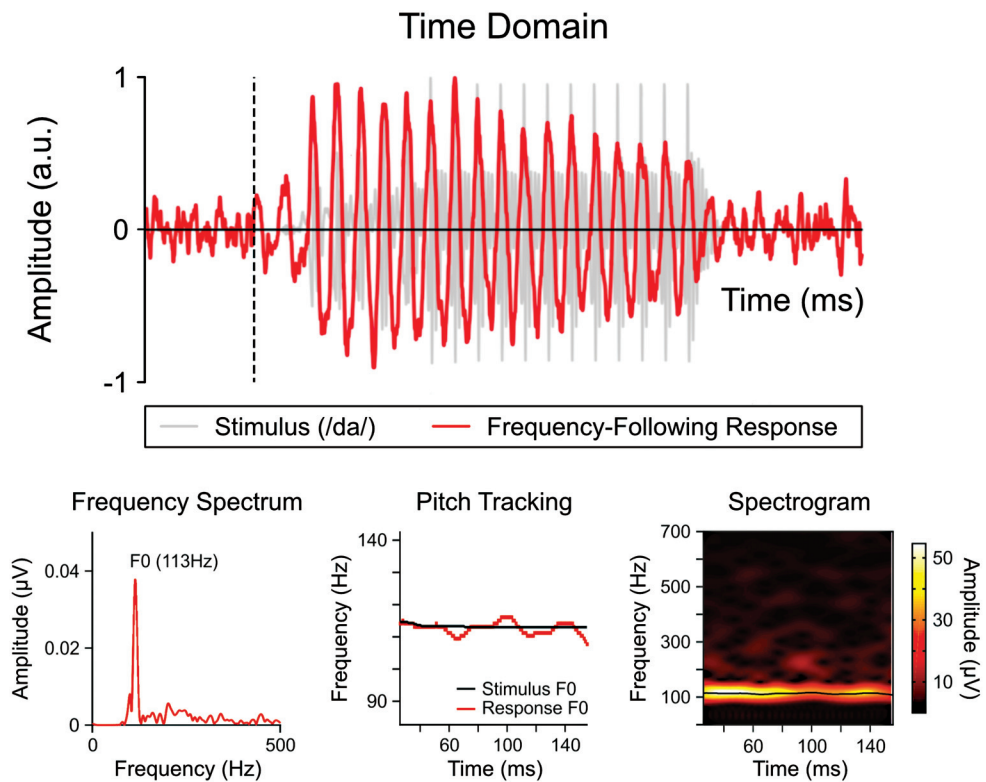 Time Domain
Amplitude (a.u.)
1
0
-1
Time (ms)
Stimulus (/da/)
Frequency-Following Response
Frequency Spectrum
Amplitude (μV)
0.04
0.02
0
F0 (113Hz)
0
500
Frequency (Hz)
Pitch Tracking
Frequency (Hz)
140
90
Stimulus F0
Response F0
60
100
140
Time (ms)
Spectrogram
Frequency (Hz)
700
500
300
100
60
100
140
Time (ms)
50
30
10
Amplitude (μV)